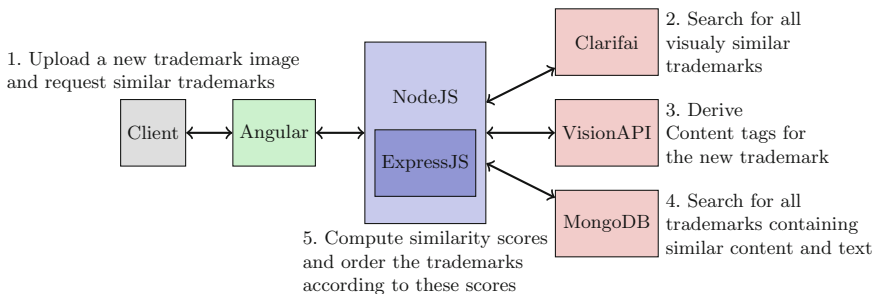 1. Upload a new trademark image
and request similar trademarks
Client
Angular
NodeJS
ExpressJS
Clarifai
2. Search for all
visualy similar
trademarks
VisionAPI
3. Derive
Content tags for
the new trademark
MongoDB
4. Search for all
trademarks containing
similar content and text
5. Compute similarity scores
and order the trademarks
according to these scores